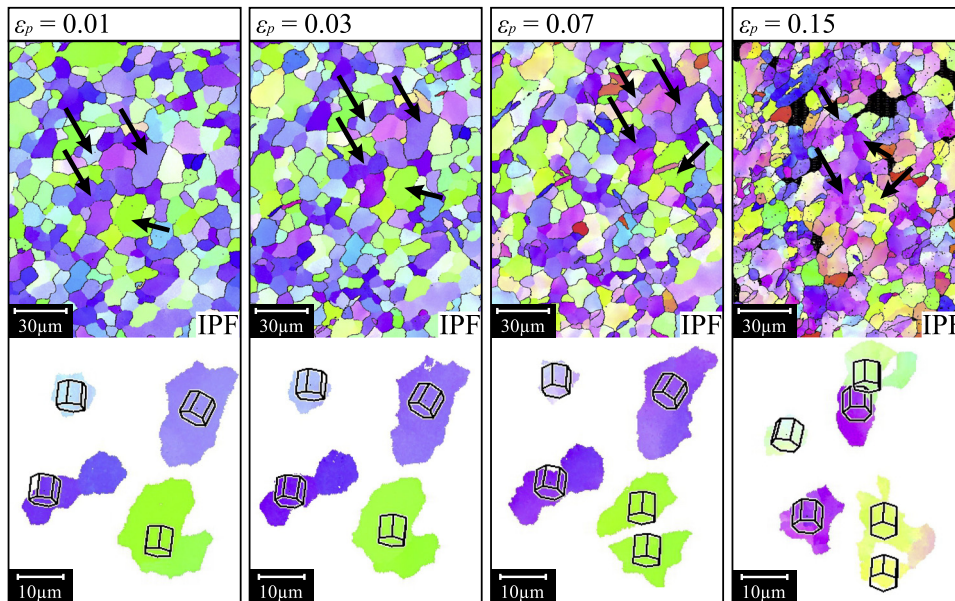 εp = 0.01
εp = 0.03
εp = 0.07
εp = 0.15
30µm
IPF
30µm
IPF
30µm
IPF
30µm
IPF
10µm
10µm
10µm
10µm